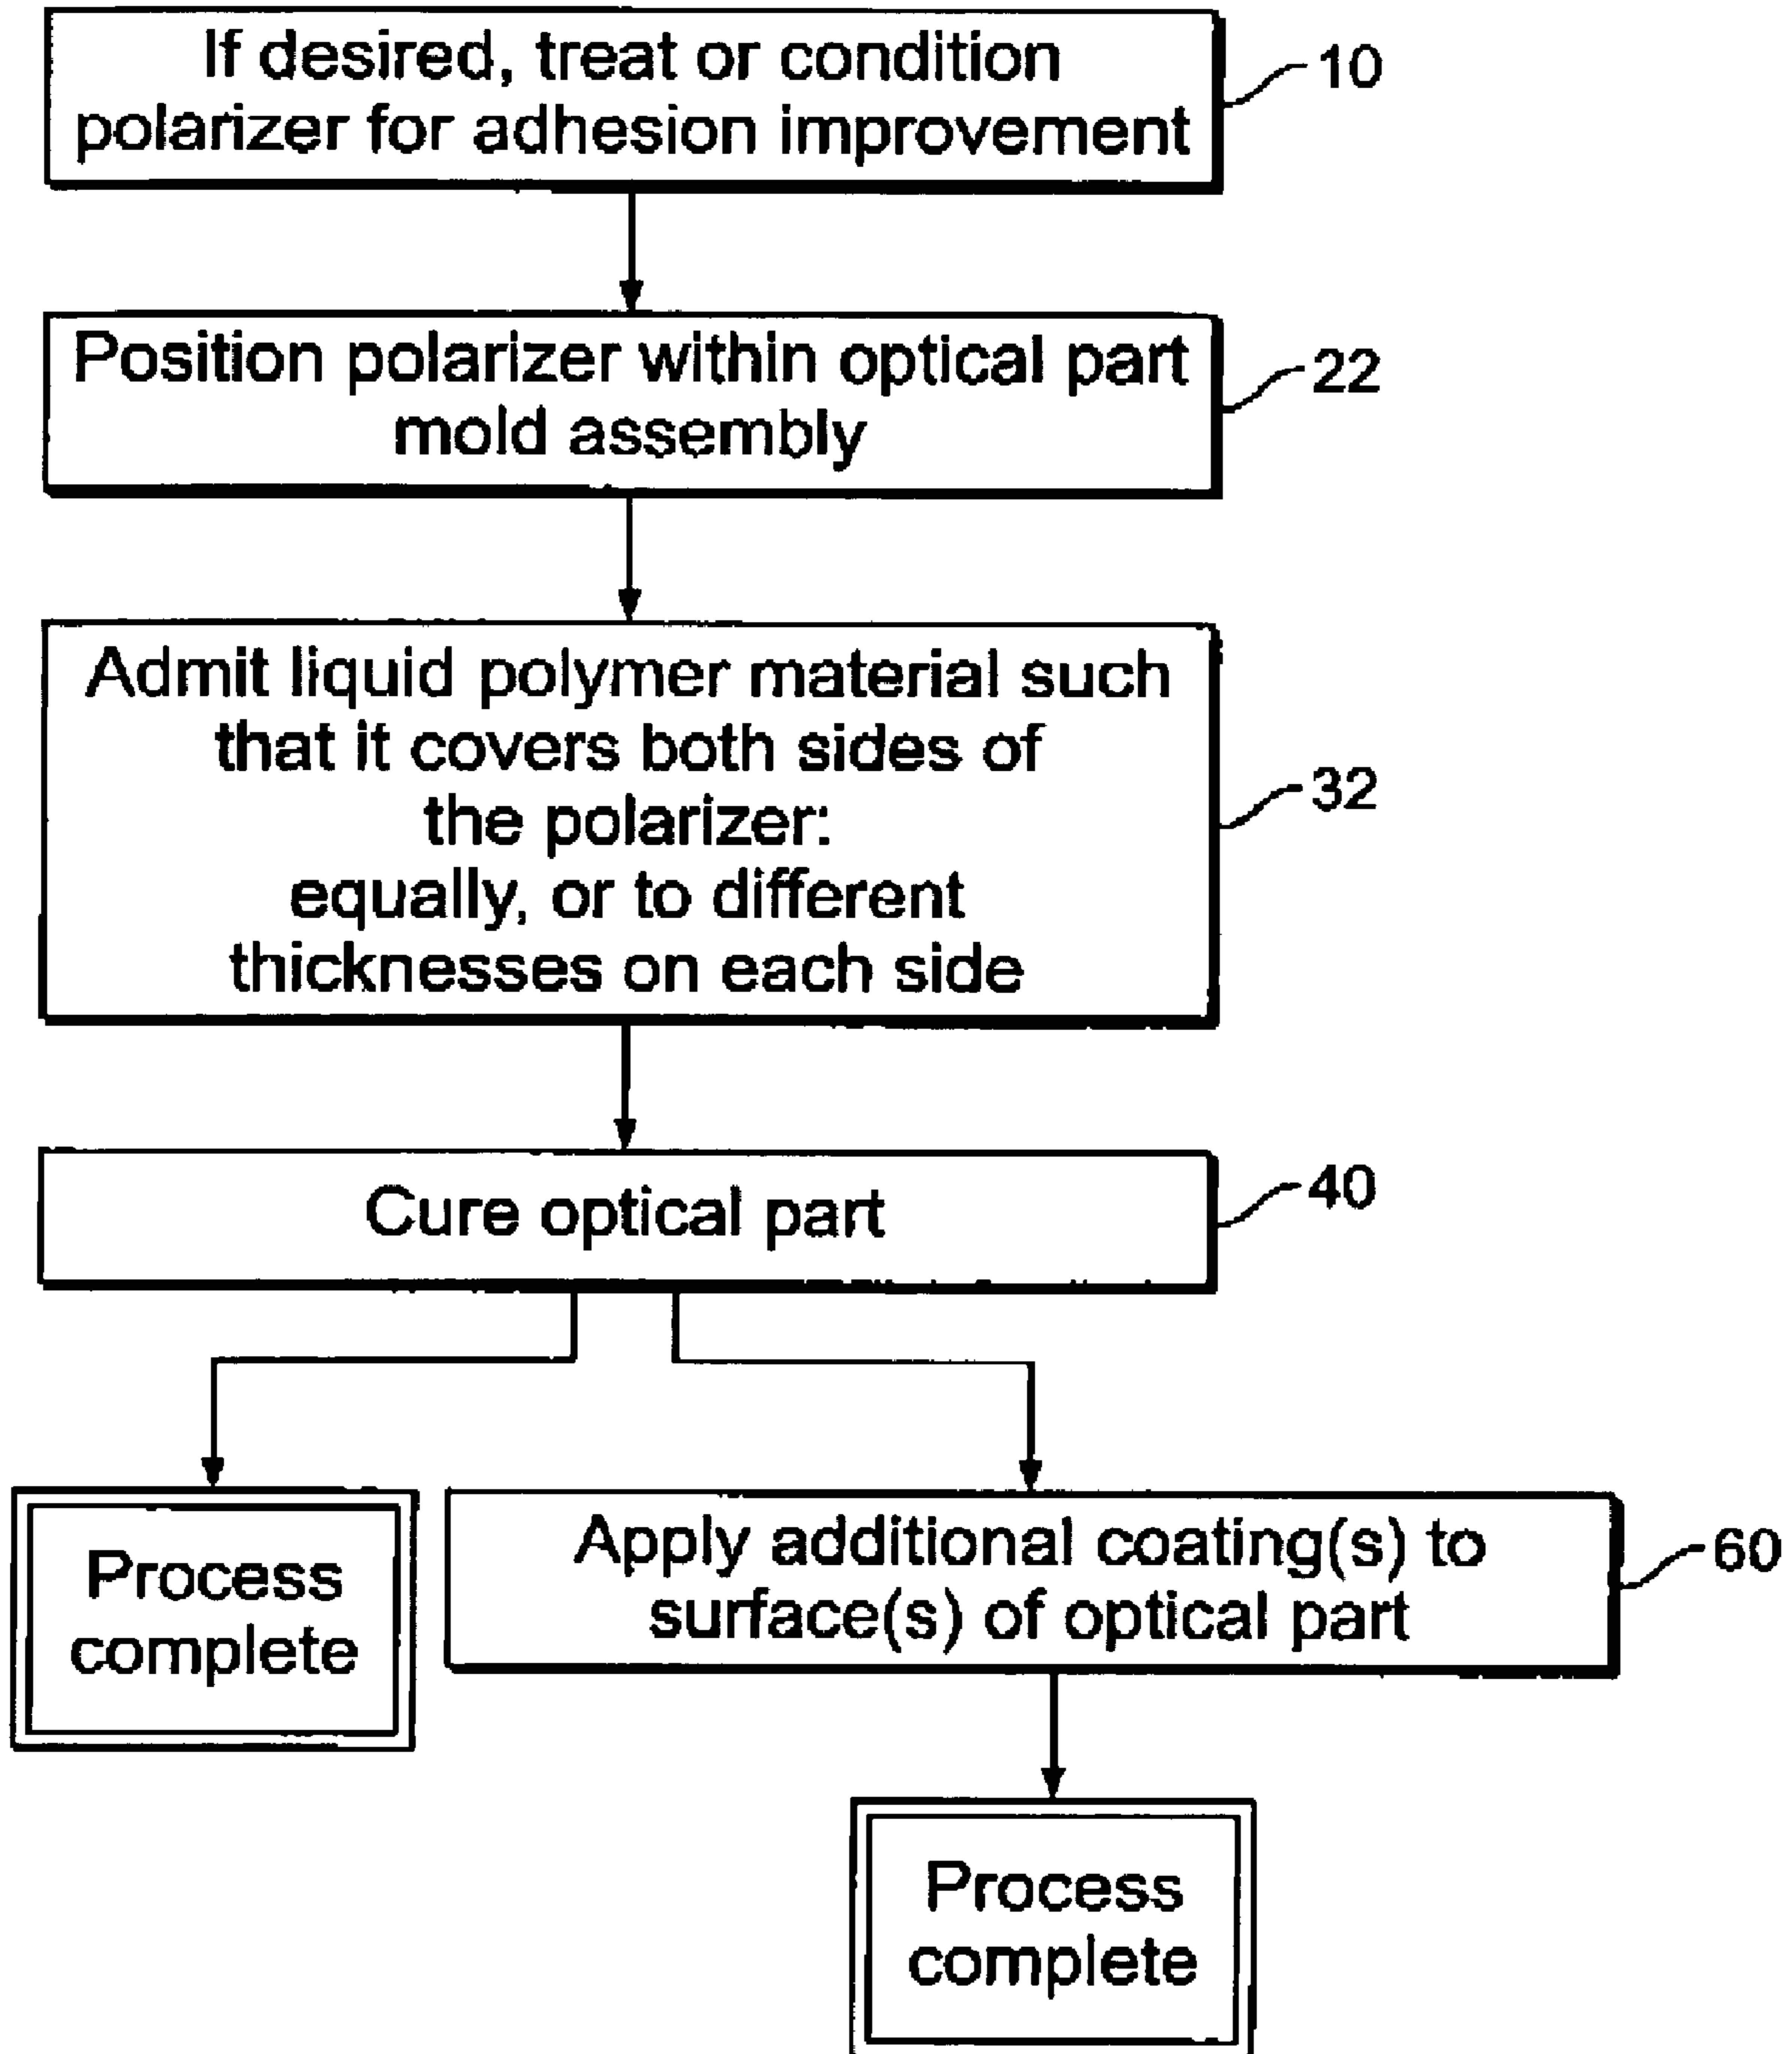 If desired, treat or condition
polarizer for adhesion improvement
10
Position polarizer within optical part
mold assembly
22
Admit liquid polymer material such
that it covers both sides of
the polarizer:
equally, or to different
thicknesses on each side
32
Cure optical part
40
Process
complete
Apply additional coating(s) to
surface(s) of optical part
60
Process
complete